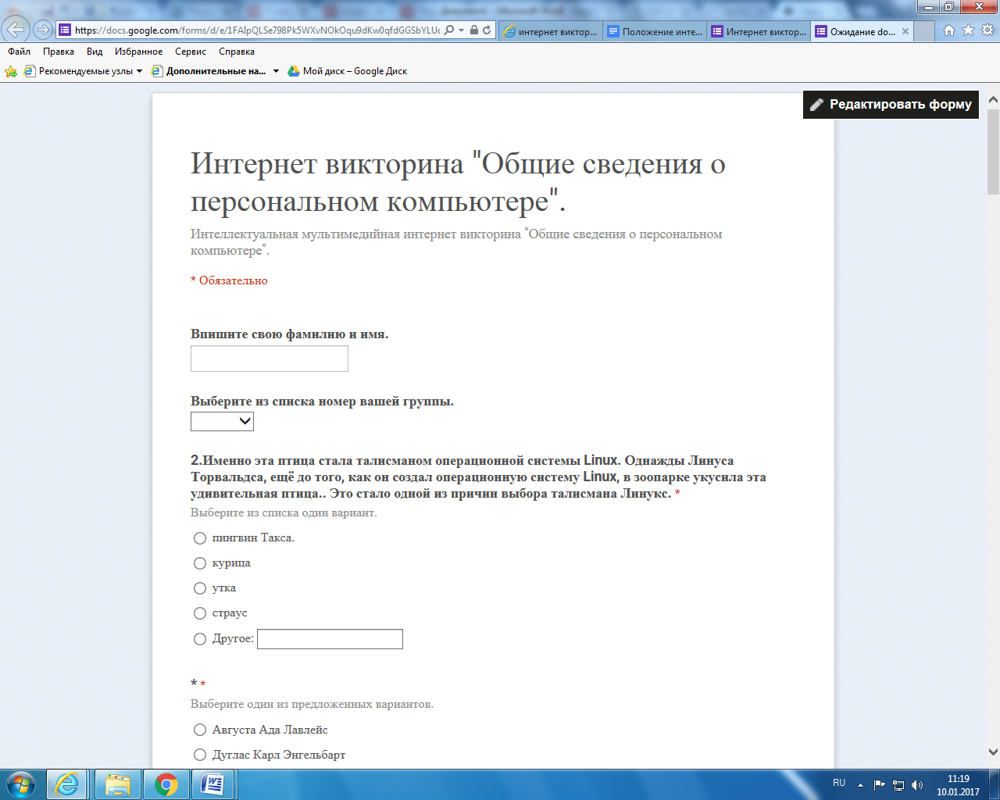 https://docs.google.com/forms/d/e/1FAIpQLSe798Pk5WXvNOkOqu9dKw0qfdGGSbYLU
интернет виктор...
Положение инте...
Интернет виктор...
Ожидание do...
Файл Правка Вид Избранное Сервис Справка
Рекомендуемые узлы Дополнительные на... Мой диск – Google Диск
Редактировать форму
Интернет викторина "Общие сведения о
персональном компьютере".
Интеллектуальная мультимедийная интернет викторина "Общие сведения о персональном
компьютере".
* Обязательно
Впишите свою фамилию и имя.
Выберите из списка номер вашей группы.
2.Именно эта птица стала талисманом операционной системы Linux. Однажды Линуса
Торвальдса, ещё до того, как он создал операционную систему Linux, в зоопарке укусила эта
удивительная птица.. Это стало одной из причин выбора талисмана Линукс. *
Выберите из списка один вариант.
пингвин Такса.
курица
утка
страус
Другое:
* *
Выберите один из предложенных вариантов.
Августа Ада Лавлейс
Дуглас Карл Энгельбарт
RU
11:19
10.01.2017